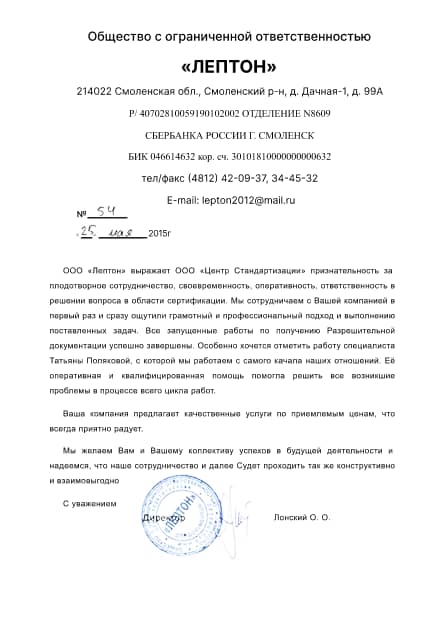 Общество с ограниченной ответственностью
«ЛЕПТОН»
214022 Смоленская обл., Смоленский р-н, д. Дачная-1, д. 99А
Р/ 40702810059190102002 ОТДЕЛЕНИЕ N8609
СБЕРБАНКА РОССИИ Г. СМОЛЕНСК
БИК 046614632 кор. сч. 30101810000000000632
тел/факс (4812) 42-09-37, 34-45-32
E-mail: lepton2012@mail.ru
№ 54
25 мая 2015г
ООО «Лептон» выражает ООО «Центр Стандартизации» признательность за
плодотворное сотрудничество, своевременность, оперативность, ответственность в
решении вопроса в области сертификации. Мы сотрудничаем с Вашей компанией в
первый раз и сразу ощутили грамотный и профессиональный подход и выполнению
поставленных задач. Все запущенные работы по получению Разрешительной
документации успешно завершены. Особенно хочется отметить работу специалиста
Татьяны Поляковой, с которой мы работаем с самого качала наших отношений. Её
оперативная и квалифицированная помощь помогла решить все возникшие
проблемы в процессе всего цикла работ.
Ваша компания предлагает качественные услуги по приемлемым ценам, что
всегда приятно радует.
Мы желаем Вам и Вашему коллективу успехов в будущей деятельности и
надеемся, что наше сотрудничество и далее Судет проходить так же конструктивно
и взаимовыгодно
С уважением
Директор Лонский О. О.
«ЛЕПТОН»